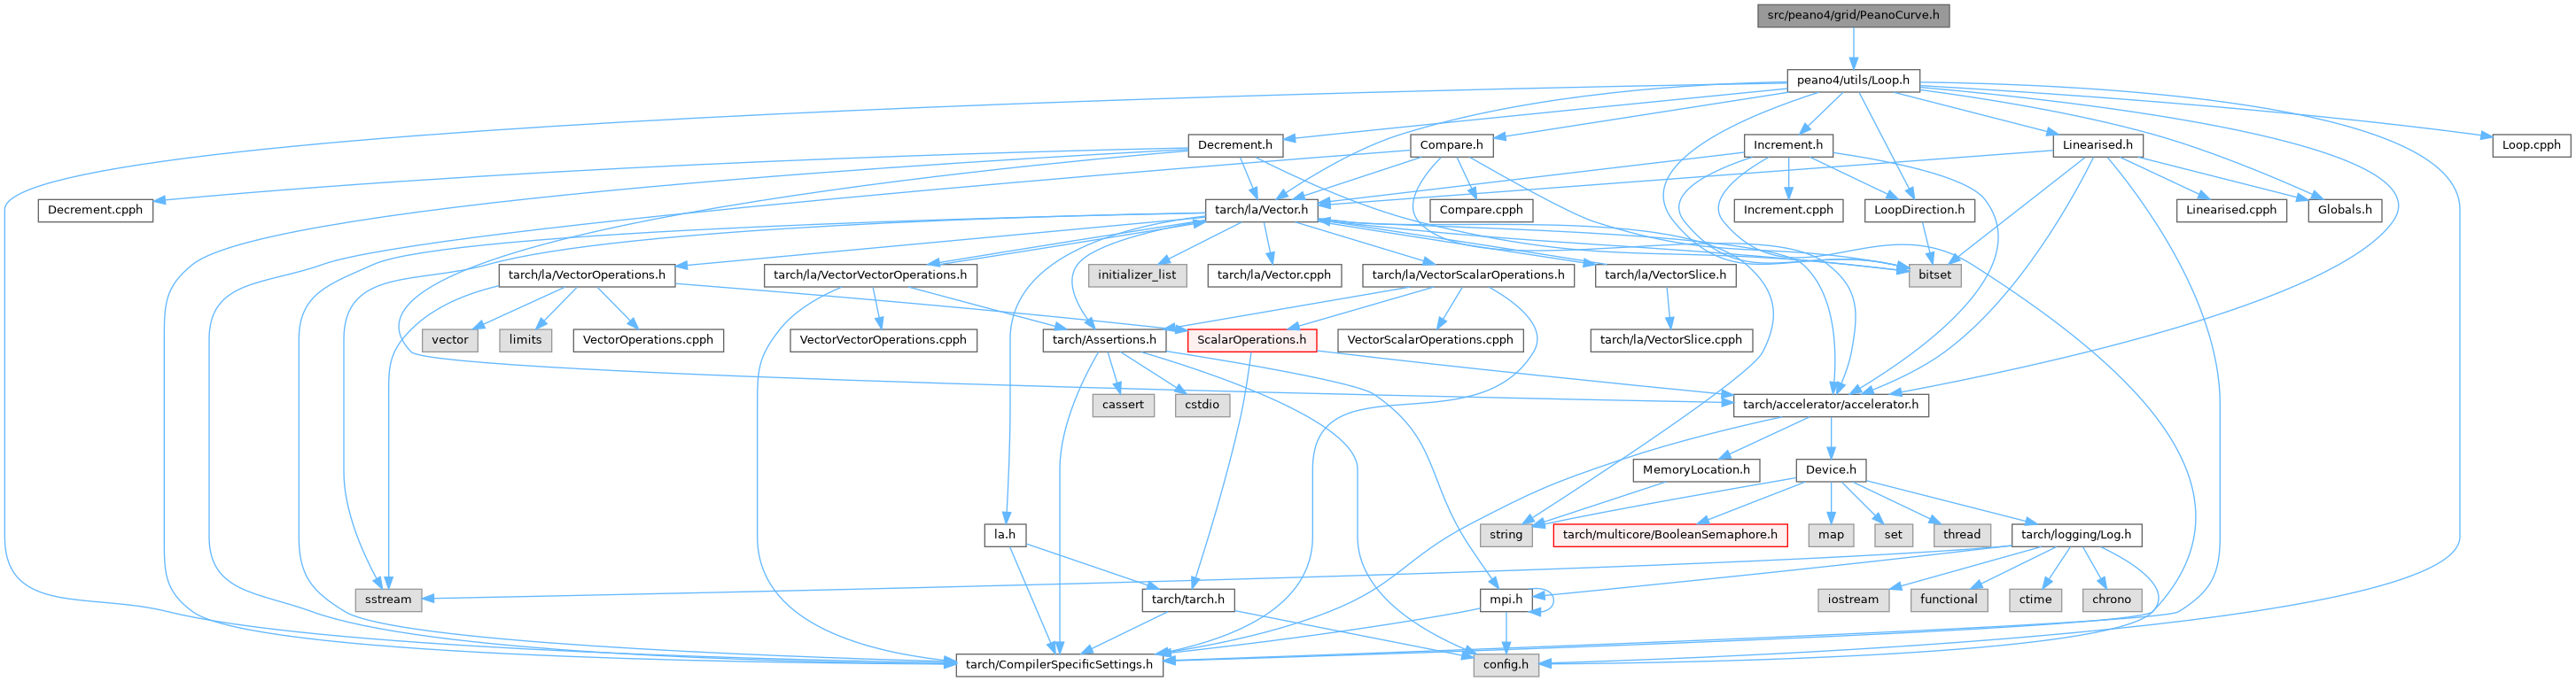 src/peano4/grid/PeanoCurve.h
peano4/utils/Loop.h
Decrement.h
Compare.h
Increment.h
Linearised.h
Loop.cpph
Decrement.cpph
tarch/la/Vector.h
Compare.cpph
Increment.cpph
LoopDirection.h
Linearised.cpph
Globals.h
tarch/la/VectorOperations.h
tarch/la/VectorVectorOperations.h
initializer_list
tarch/la/Vector.cpph
tarch/la/VectorScalarOperations.h
tarch/la/VectorSlice.h
bitset
vector
limits
VectorOperations.cpph
VectorVectorOperations.cpph
tarch/Assertions.h
ScalarOperations.h
VectorScalarOperations.cpph
tarch/la/VectorSlice.cpph
cassert
cstdio
tarch/accelerator/accelerator.h
MemoryLocation.h
Device.h
la.h
string
tarch/multicore/BooleanSemaphore.h
map
set
thread
tarch/logging/Log.h
sstream
tarch/tarch.h
mpi.h
iostream
functional
ctime
chrono
tarch/CompilerSpecificSettings.h
config.h